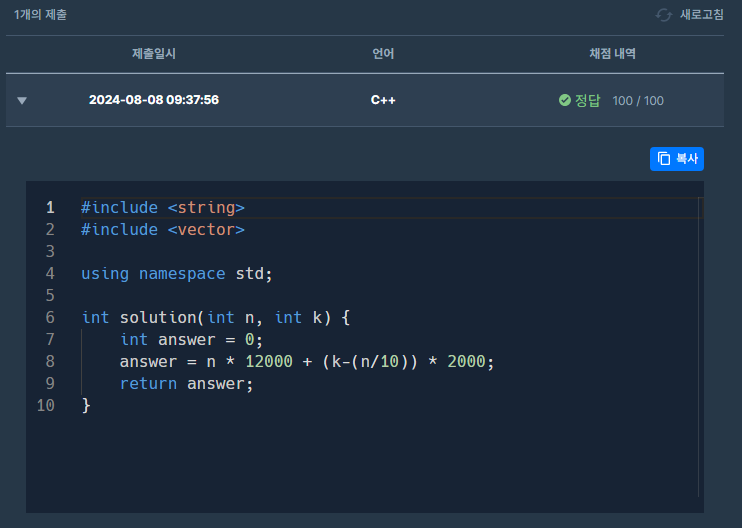 1개의 제출
새로고침
제출일시 언어 채점 내역
2024-08-08 09:37:56 C++ 정답 100 / 100
복사
1 #include <string>
2 #include <vector>
3
4 using namespace std;
5
6 int solution(int n, int k) {
7     int answer = 0;
8     answer = n * 12000 + (k-(n/10)) * 2000;
9     return answer;
10 }